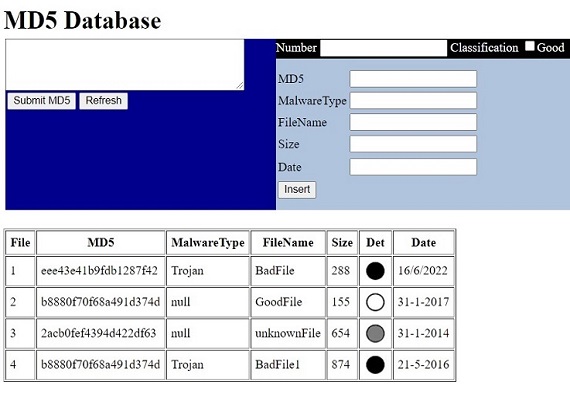 MD5 Database
Number Classification Good
Submit MD5 Refresh
MD5
MalwareType
FileName
Size
Date
Insert
File MD5 MalwareType FileName Size Det Date
1 eee43e41b9fdb1287f42 Trojan BadFile 288 16/6/2022
2 b8880f70f68a491d374d null GoodFile 155 31-1-2017
3 2acb0fef4394d422df63 null unknownFile 654 31-1-2014
4 b8880f70f68a491d374d Trojan BadFile1 874 21-5-2016